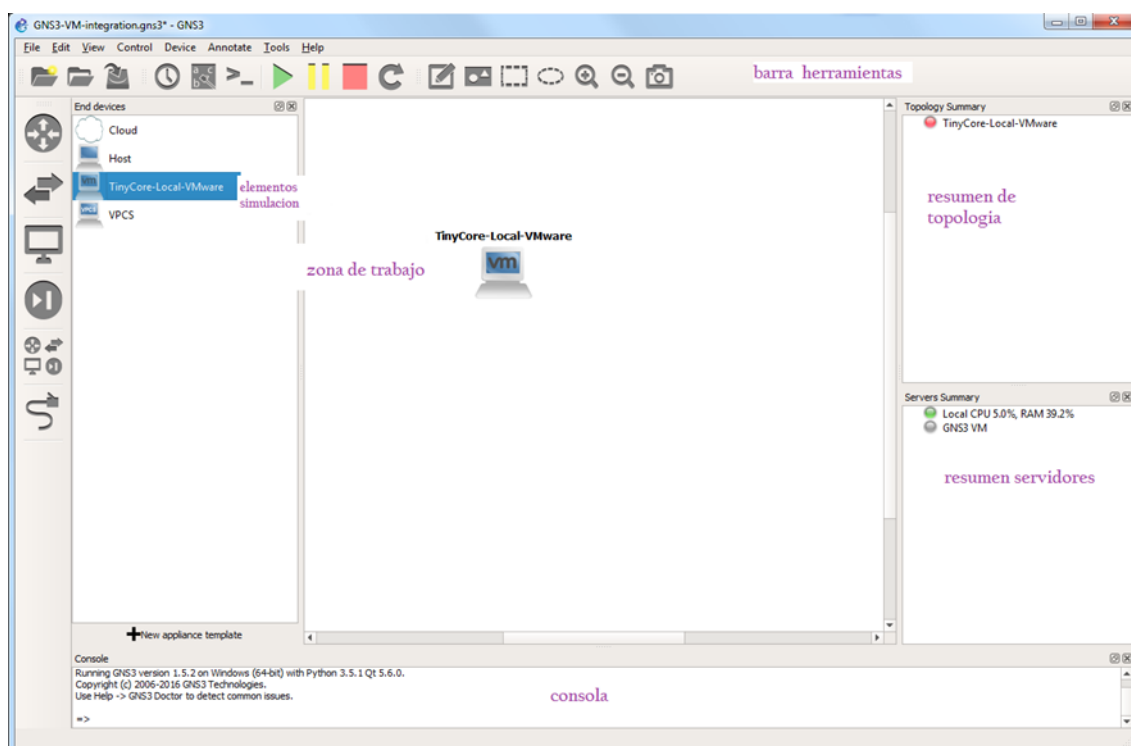 GNS3-VM-integration.gns3* - GNS3
File Edit View Control Device Annotate Tools Help
barra herramientas
End devices
Cloud
Host
TinyCore-Local-VMware
VPCS
elementos
simulacion
zona de trabajo
TinyCore-Local-VMware
vm
Topology Summary
TinyCore-Local-VMware
resumen de
topologia
Servers Summary
Local CPU 5.0%, RAM 39.2%
GNS3 VM
resumen servidores
New appliance template
Console
Running GNS3 version 1.5.2 on Windows (64-bit) with Python 3.5.1 Qt 5.6.0.
Copyright (c) 2006-2016 GNS3 Technologies.
Use Help -> GNS3 Doctor to detect common issues.
=>
consola